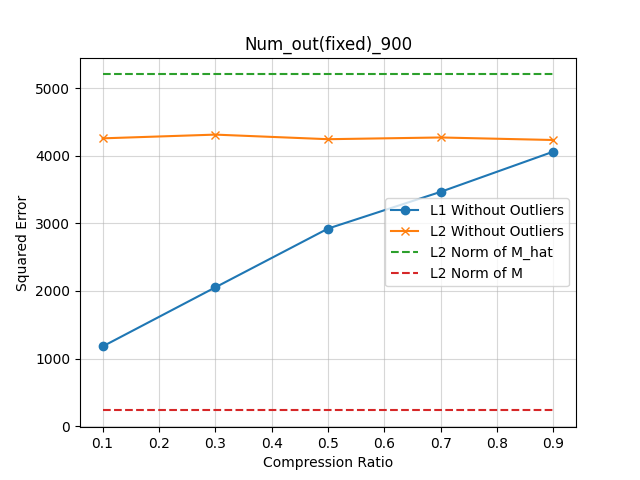 Num_out(fixed)_900
Squared Error
5000
4000
3000
2000
1000
0
L1 Without Outliers
L2 Without Outliers
L2 Norm of M_hat
L2 Norm of M
0.1 0.2 0.3 0.4 0.5 0.6 0.7 0.8 0.9
Compression Ratio